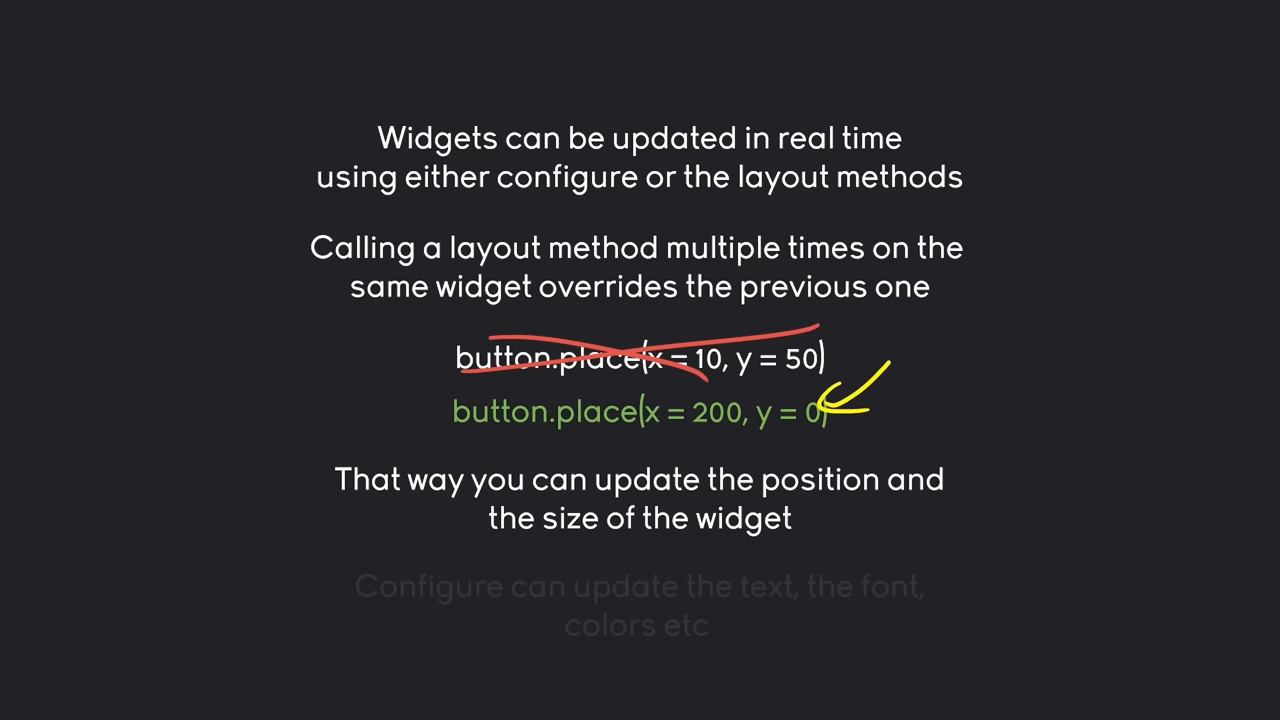 Widgets can be updated in real time
using either configure or the layout methods
Calling a layout method multiple times on the
same widget overrides the previous one
button.place(x = 10, y = 50)
button.place(x = 200, y = 0)
That way you can update the position and
the size of the widget
Configure can update the text, the font,
colors etc